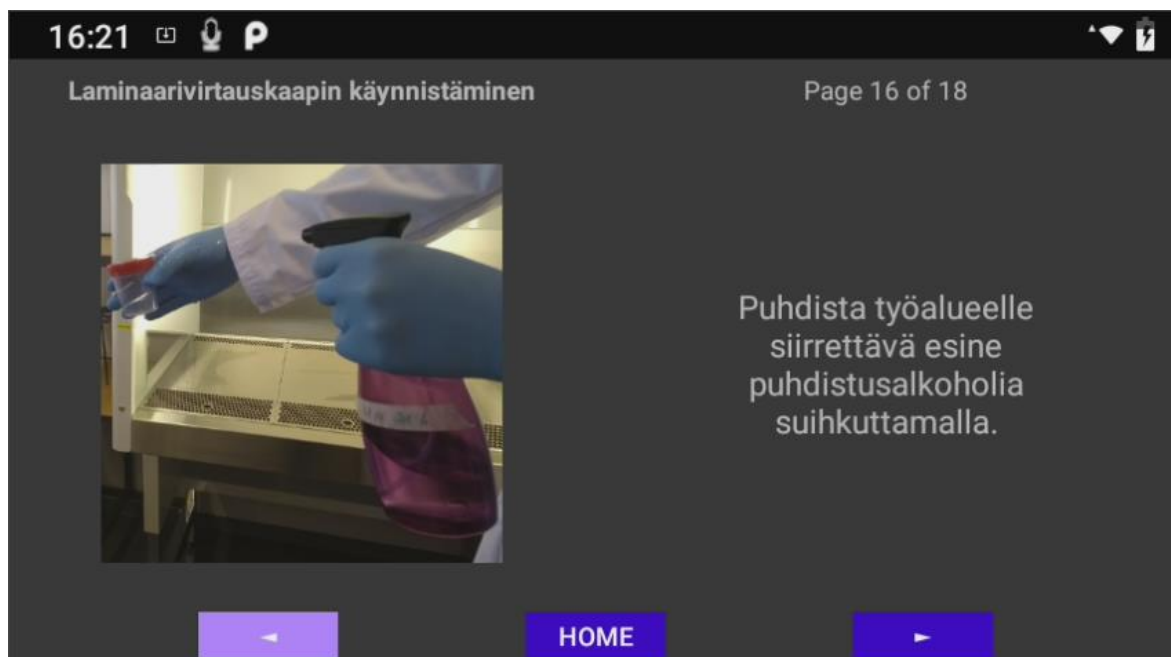 16:21
Laminaarivirtauskaapin käynnistäminen
Page 16 of 18
Puhdista työalueelle
siirrettävä esine
puhdistusalkoholia
suihkuttamalla.
HOME